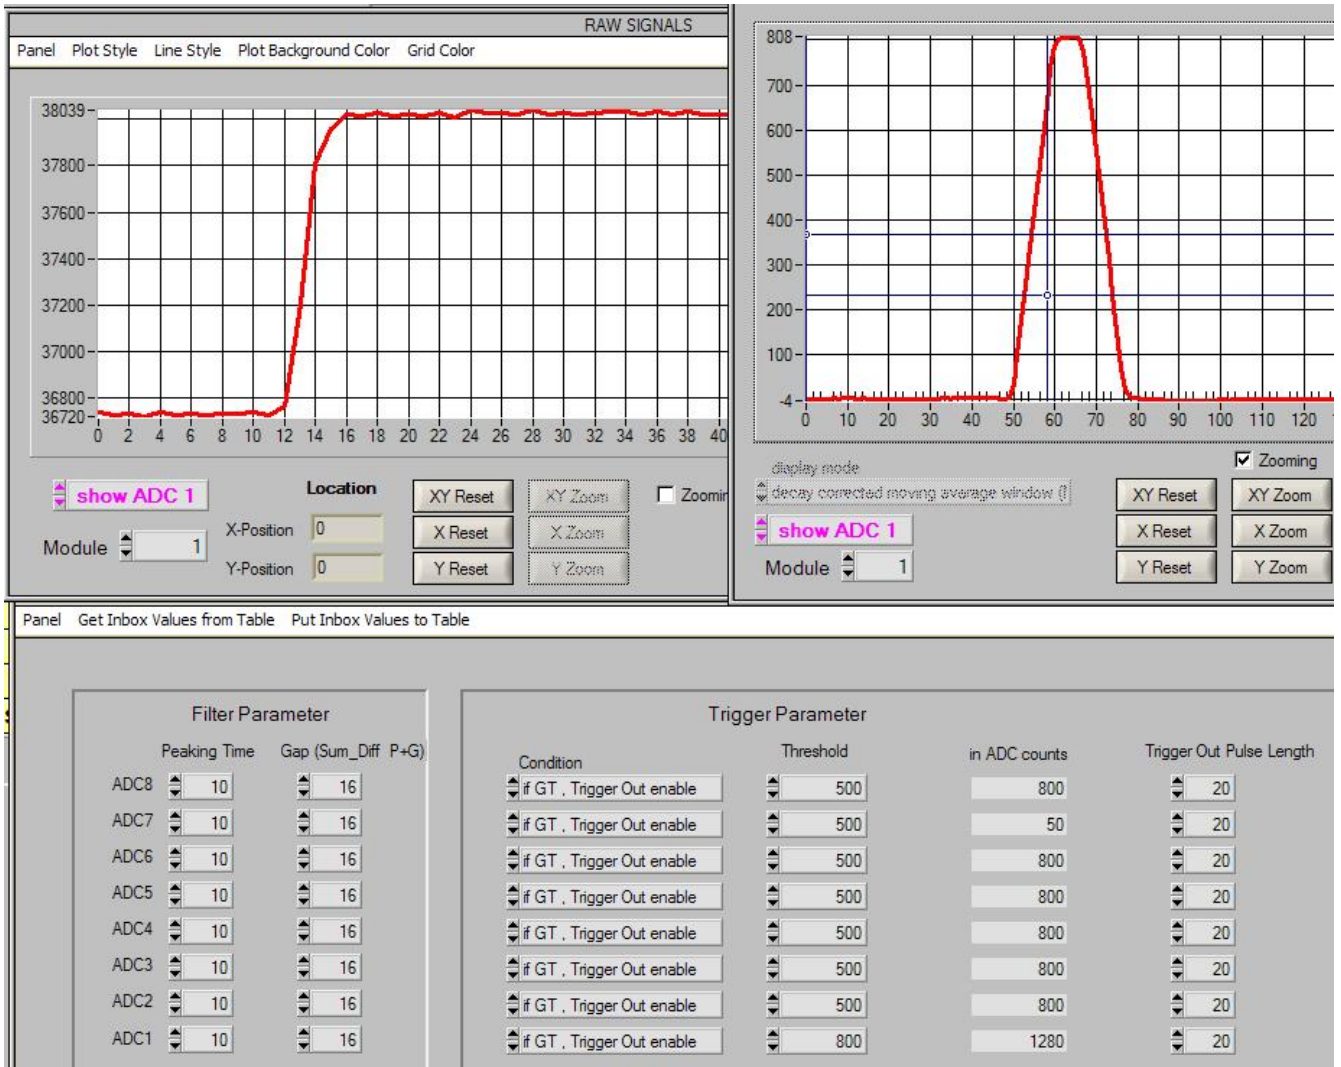 RAW SIGNALS
Panel Plot Style Line Style Plot Background Color Grid Color
38039
37800
37600
37400
37200
37000
36800
36720
0 2 4 6 8 10 12 14 16 18 20 22 24 26 28 30 32 34 36 38 40
show ADC 1
Module 1
Location
X-Position 0
Y-Position 0
XY Reset XY Zoom
X Reset X Zoom
Y Reset Y Zoom
Zoomin
808
700
600
500
400
300
200
100
-4
0 10 20 30 40 50 60 70 80 90 100 110 120
Zooming
display mode
decay corrected moving average window (
show ADC 1
Module 1
XY Reset XY Zoom
X Reset X Zoom
Y Reset Y Zoom
Panel Get Inbox Values from Table Put Inbox Values to Table
Filter Parameter
Peaking Time Gap (Sum_Diff P+G)
ADC8 10 16
ADC7 10 16
ADC6 10 16
ADC5 10 16
ADC4 10 16
ADC3 10 16
ADC2 10 16
ADC1 10 16
Trigger Parameter
Condition Threshold in ADC counts Trigger Out Pulse Length
if GT , Trigger Out enable 500 800 20
if GT , Trigger Out enable 500 50 20
if GT , Trigger Out enable 500 800 20
if GT , Trigger Out enable 500 800 20
if GT , Trigger Out enable 500 800 20
if GT , Trigger Out enable 500 800 20
if GT , Trigger Out enable 500 800 20
if GT , Trigger Out enable 800 1280 20